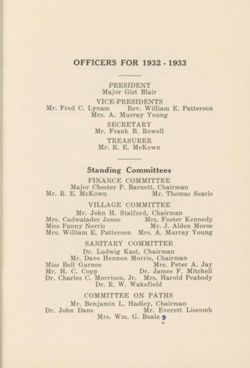 OFFICERS FOR 1932 - 1933
PRESIDENT
Major Gist Blair
VICE-PRESIDENTS
Mr. Fred C. Lynam Rev. William E. Patterson
Mrs. A. Murray Young
SECRETARY
Mr. Frank B. Rowell
TREASURER
Mr. R. E. McKown
Standing Committees
FINANCE COMMITTEE
Major Chester P. Barnett, Chairman
Mr. R. E. McKown Mr. Thomas Searls
VILLAGE COMMITTEE
Mr. John H. Stalford, Chairman
Mrs. Cadwalader Jones Mrs. Foster Kennedy
Miss Fanny Norris Mr. J. Alden Morse
Mrs. William E. Patterson Mrs. A. Murray Young
SANITARY COMMITTEE
Dr. Ludwig Kast, Chairman
Mr. Dave Hennen Morris, Chairman
Miss Bell Gurnee Mrs. Peter A. Jay
Mr. H. C. Copp Dr. James F. Mitchell
Dr. Charles C. Morrison, Jr. Mrs. Harold Peabody
Dr. R. W. Wakefield
COMMITTEE ON PATHS
Mr. Benjamin L. Hadley, Chairman
Dr. John Dane Mr. Everett Liscomb
Mrs. Wm. G. Beale